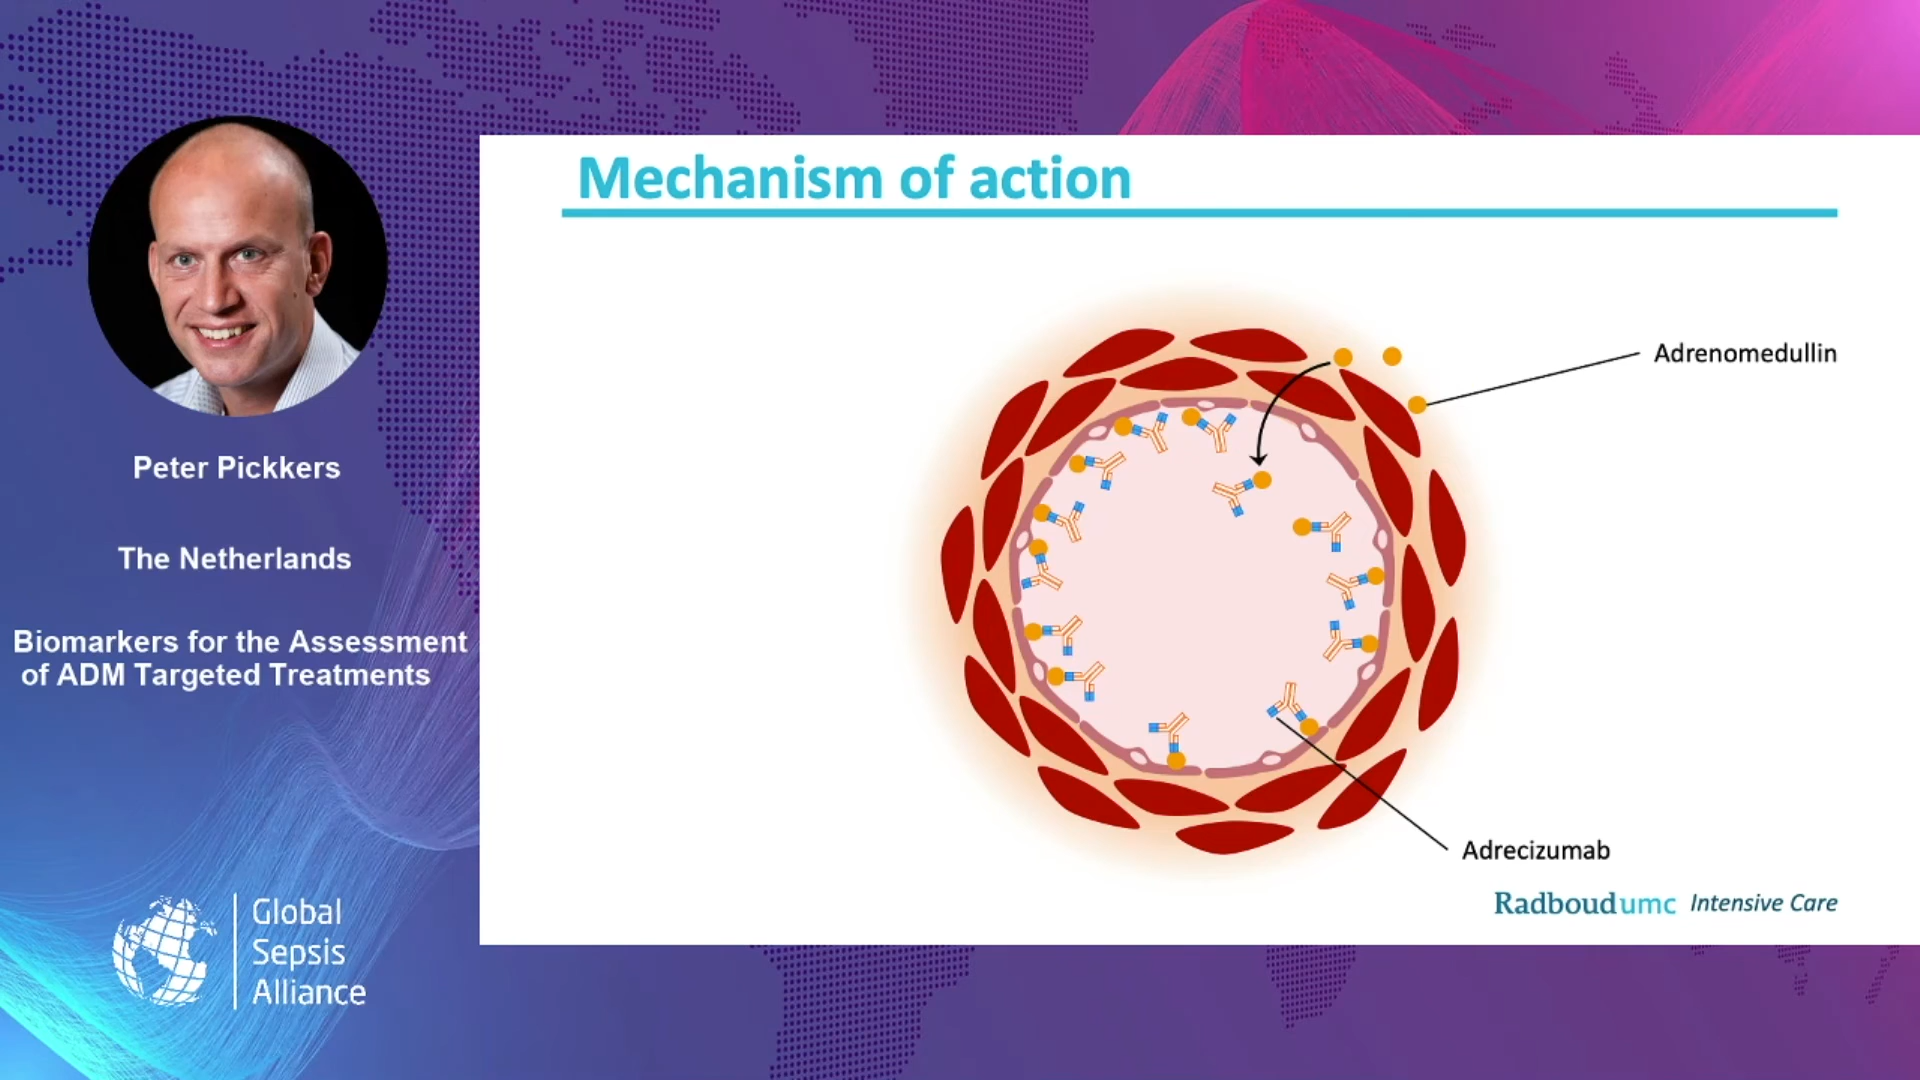 Mechanism of action
Adrenomedullin
Adrecizumab
Radboudumc Intensive Care
Peter Pickkers
The Netherlands
Biomarkers for the Assessment
of ADM Targeted Treatments
Global
Sepsis
Alliance